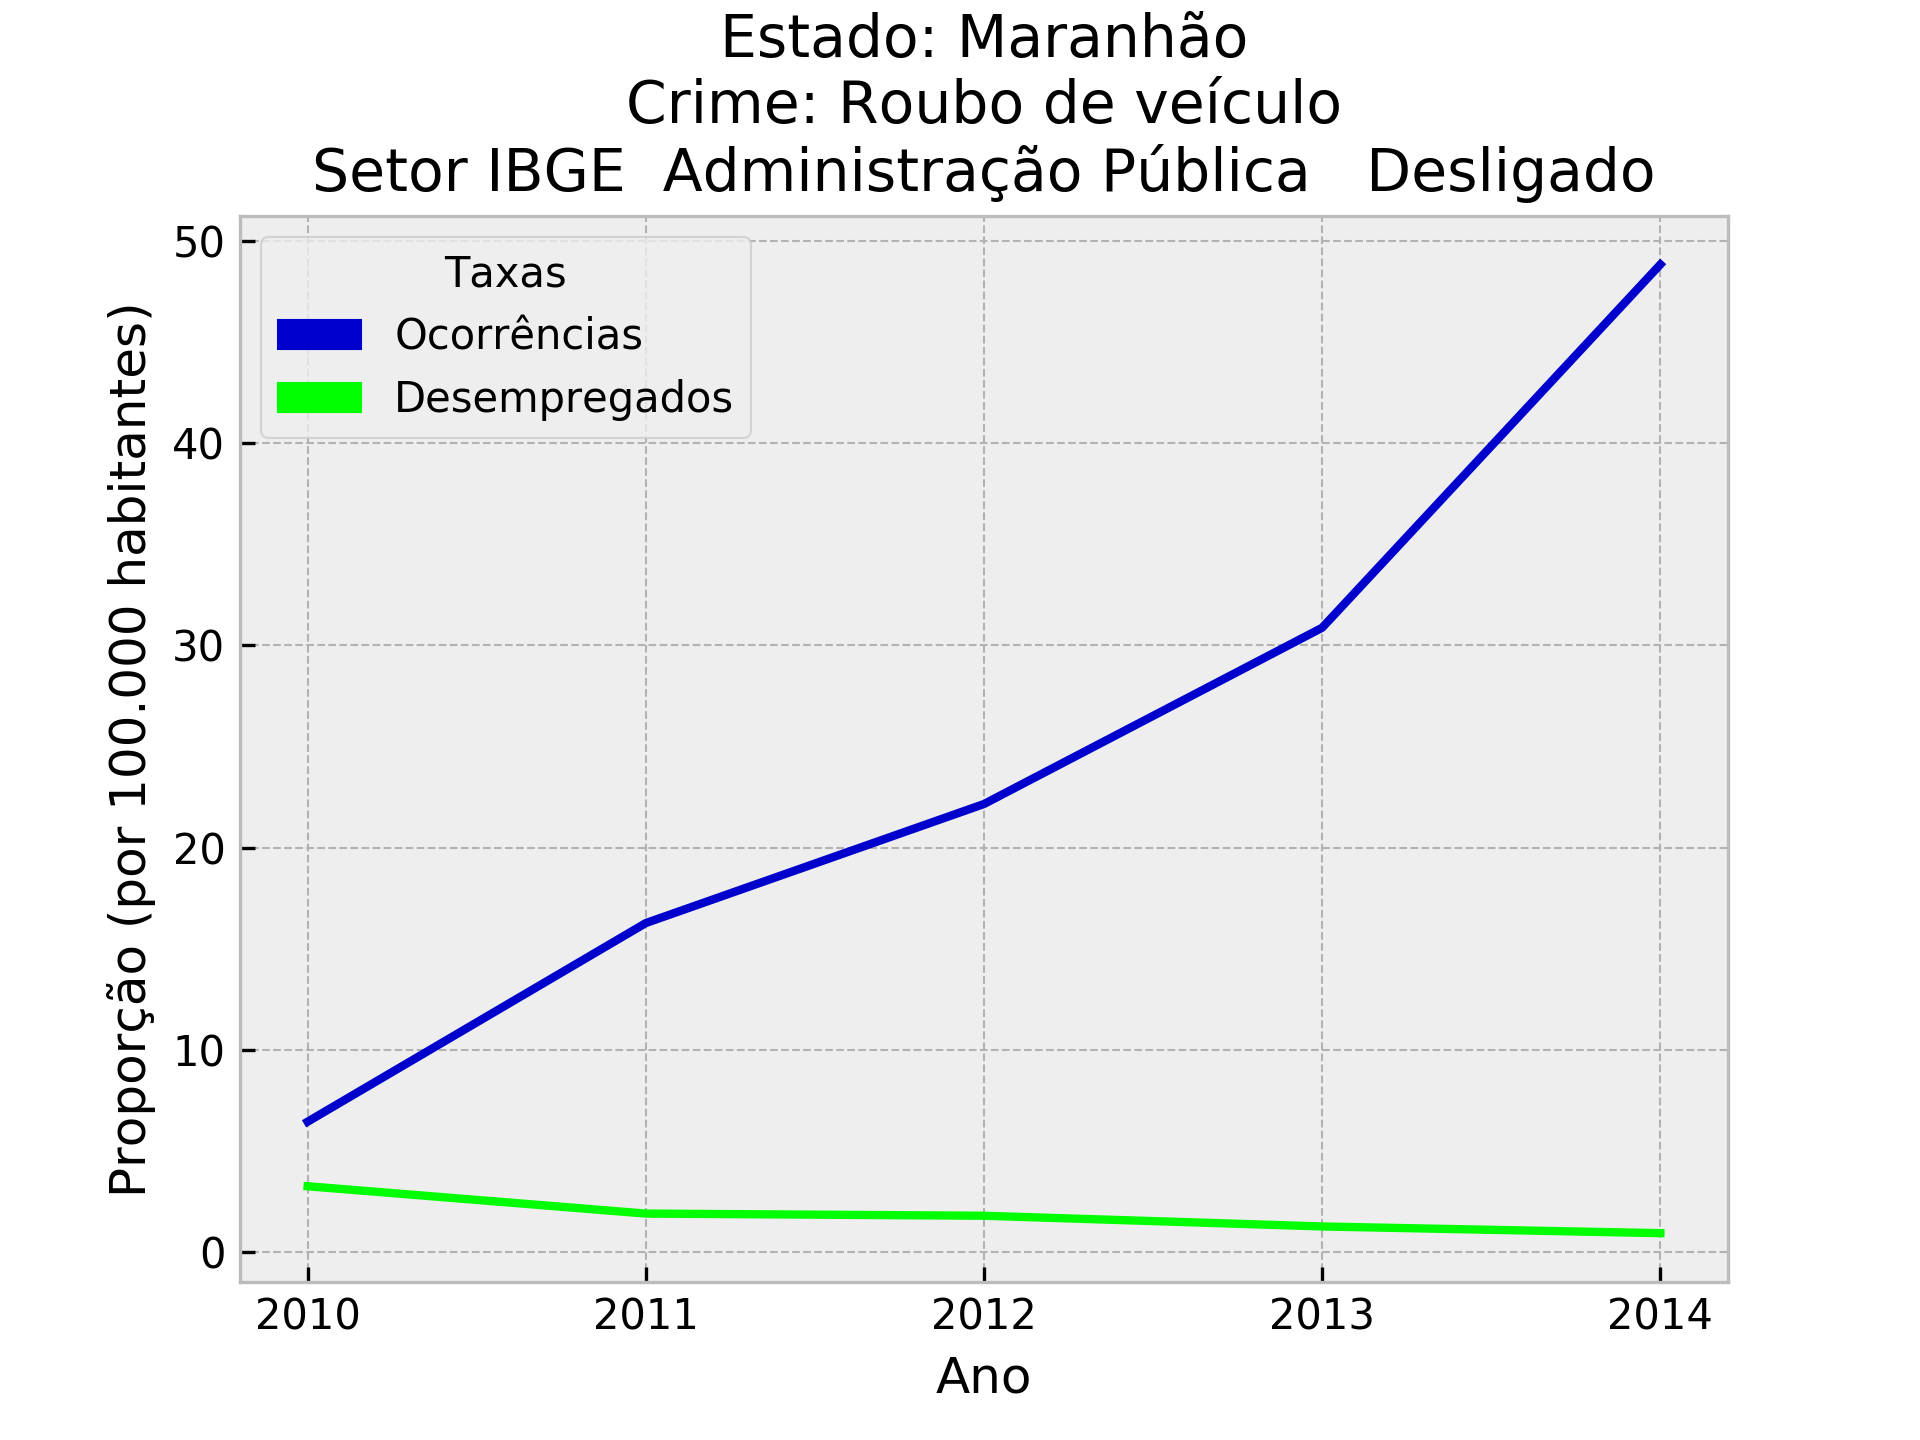 Estado: Maranhão
Crime: Roubo de veículo
Setor IBGE  Administração Pública   Desligado
Proporção (por 100.000 habitantes)
50
40
30
20
10
0
Taxas
Ocorrências
Desempregados
2010 2011 2012 2013 2014
Ano